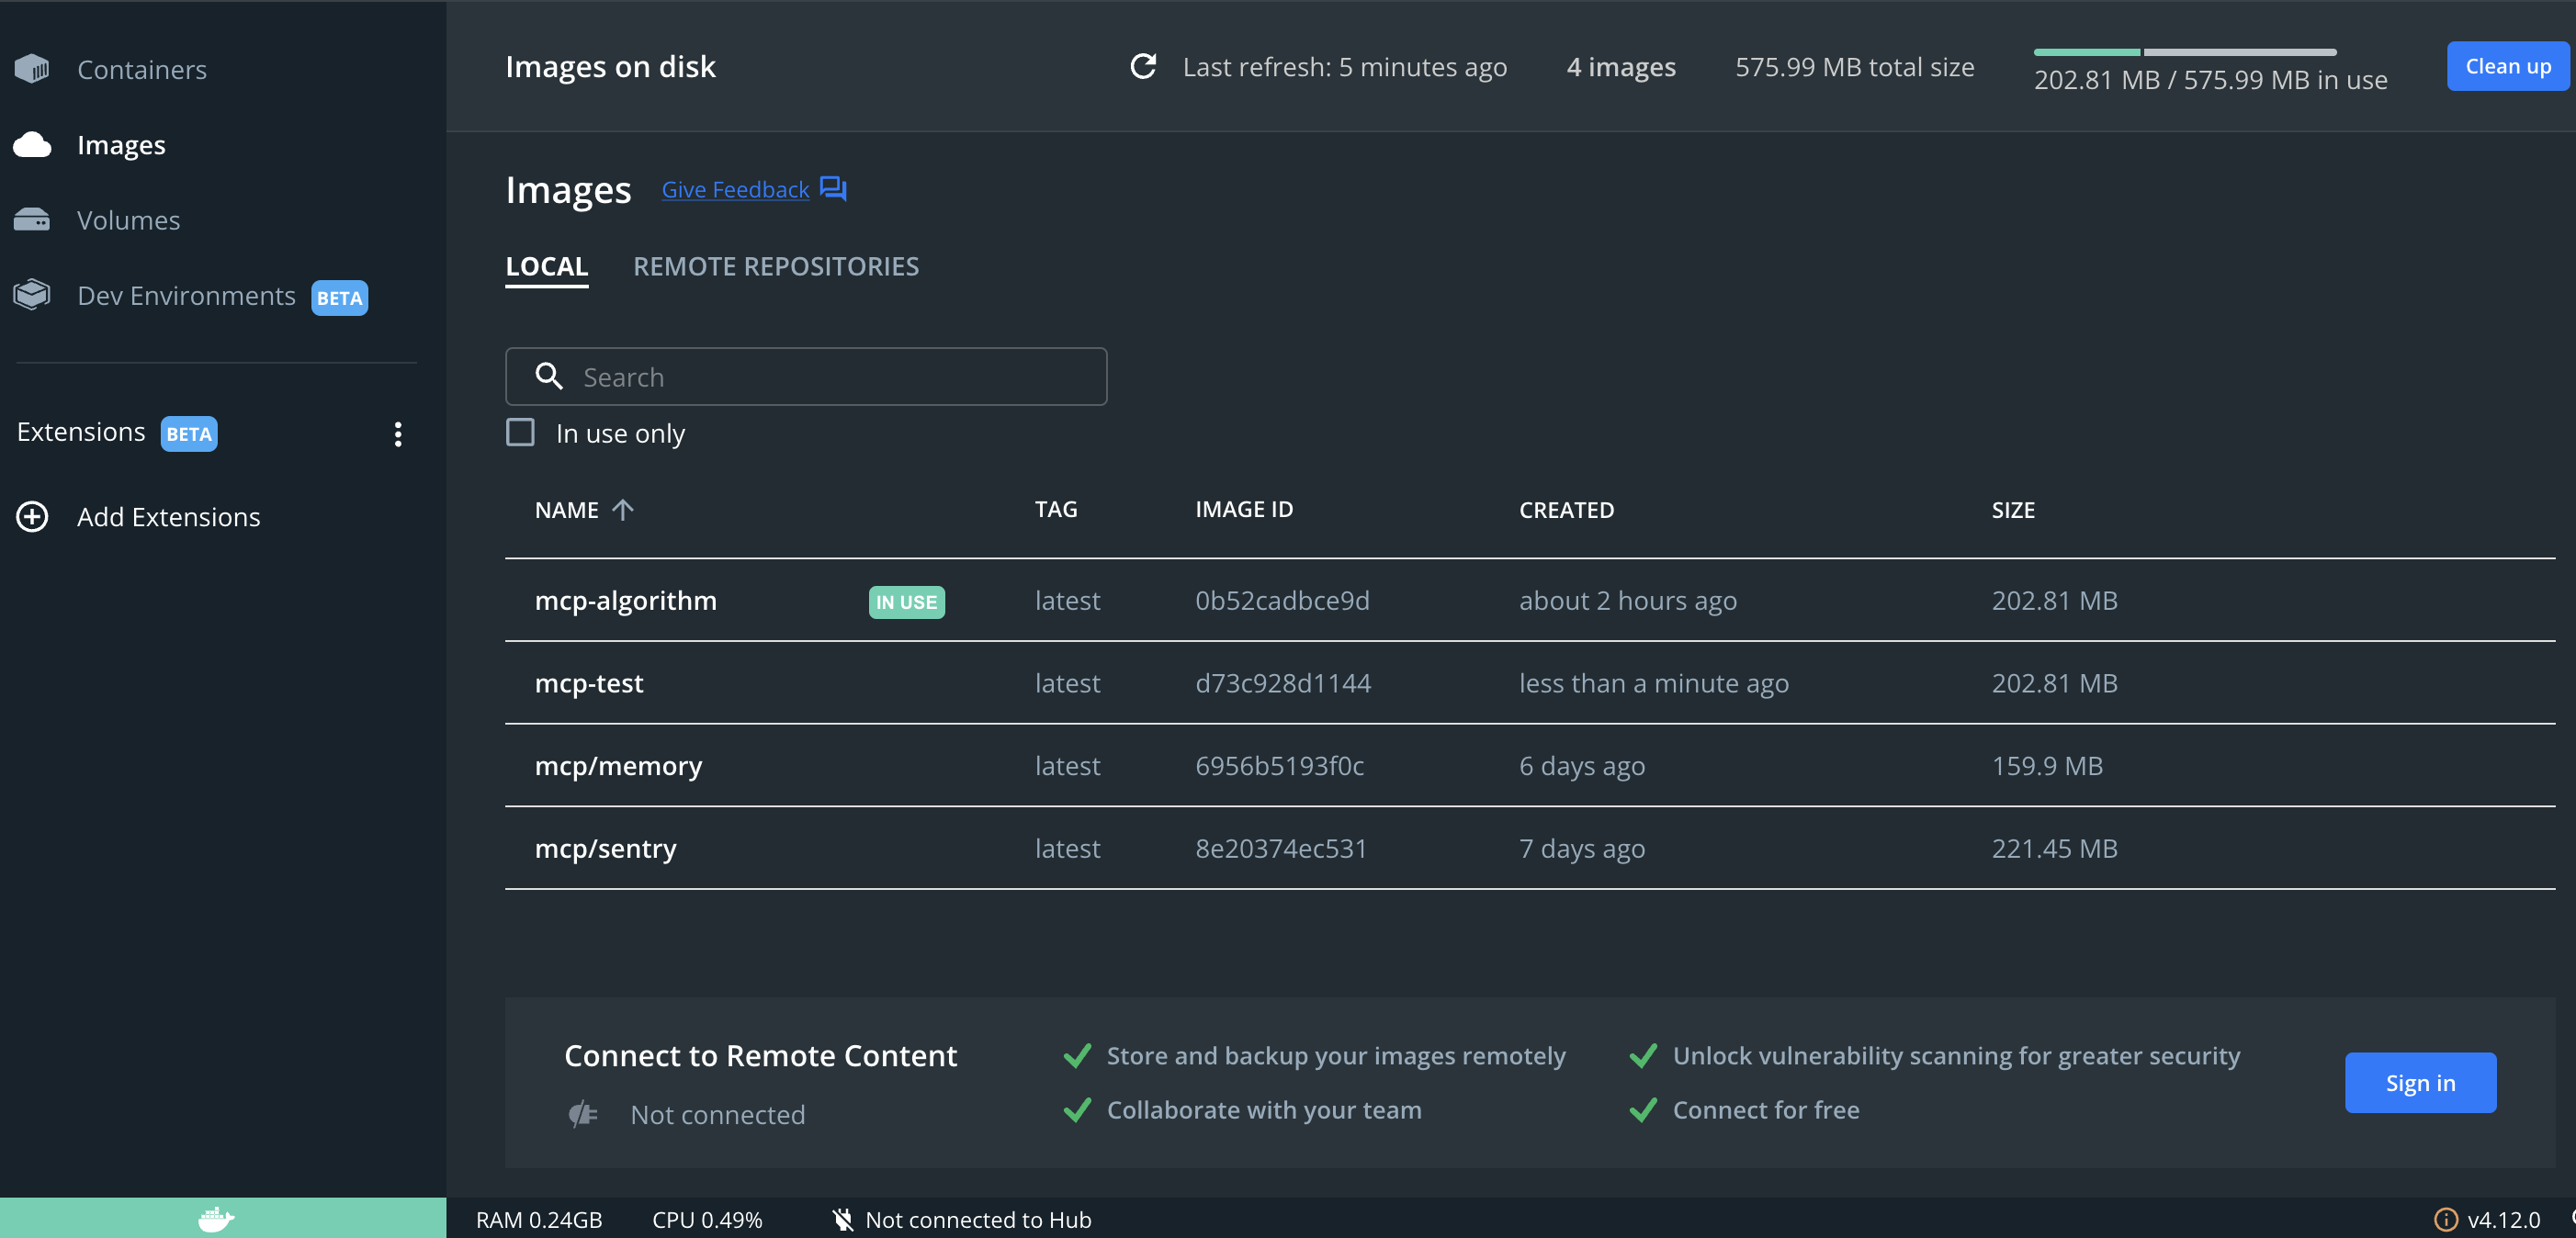 Containers
Images
Volumes
Dev Environments BETA
Extensions BETA
Add Extensions
Images on disk
Last refresh: 5 minutes ago
4 images
575.99 MB total size
202.81 MB / 575.99 MB in use
Clean up
Images Give Feedback
LOCAL REMOTE REPOSITORIES
Search
In use only
NAME TAG IMAGE ID CREATED SIZE
mcp-algorithm IN USE latest 0b52cadbce9d about 2 hours ago 202.81 MB
mcp-test latest d73c928d1144 less than a minute ago 202.81 MB
mcp/memory latest 6956b5193f0c 6 days ago 159.9 MB
mcp/sentry latest 8e20374ec531 7 days ago 221.45 MB
Connect to Remote Content
Not connected
Store and backup your images remotely
Collaborate with your team
Unlock vulnerability scanning for greater security
Connect for free
Sign in
RAM 0.24GB CPU 0.49% Not connected to Hub v4.12.0